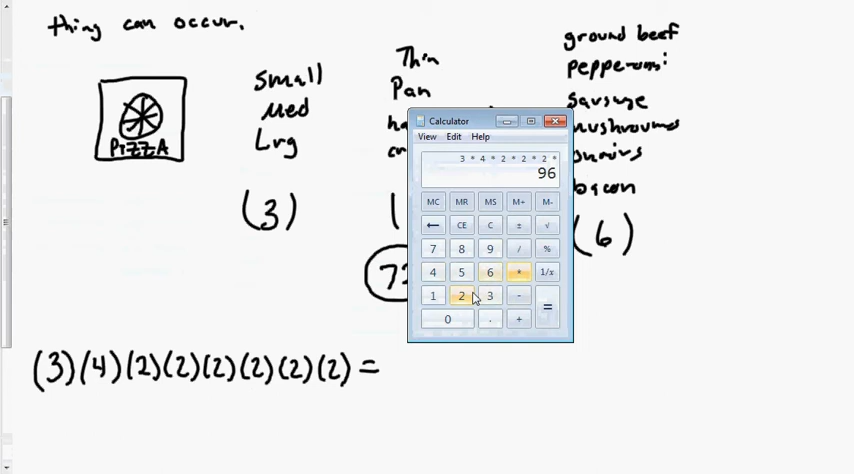 thing can occur.
PIZZA
Small
Med
Lrg
(3)
Thin
Pan
ground beef
pepperoni
sausage
mushrooms
onions
bacon
(6)
Calculator
View Edit Help
3 * 4 * 2 * 2 * 2 *
96
MC MR MS M+ M-
← CE C ± √
7 8 9 / %
4 5 6 * 1/x
1 2 3 - =
0 . +
(3)(4)(2)(2)(2)(2)(2)(2) =